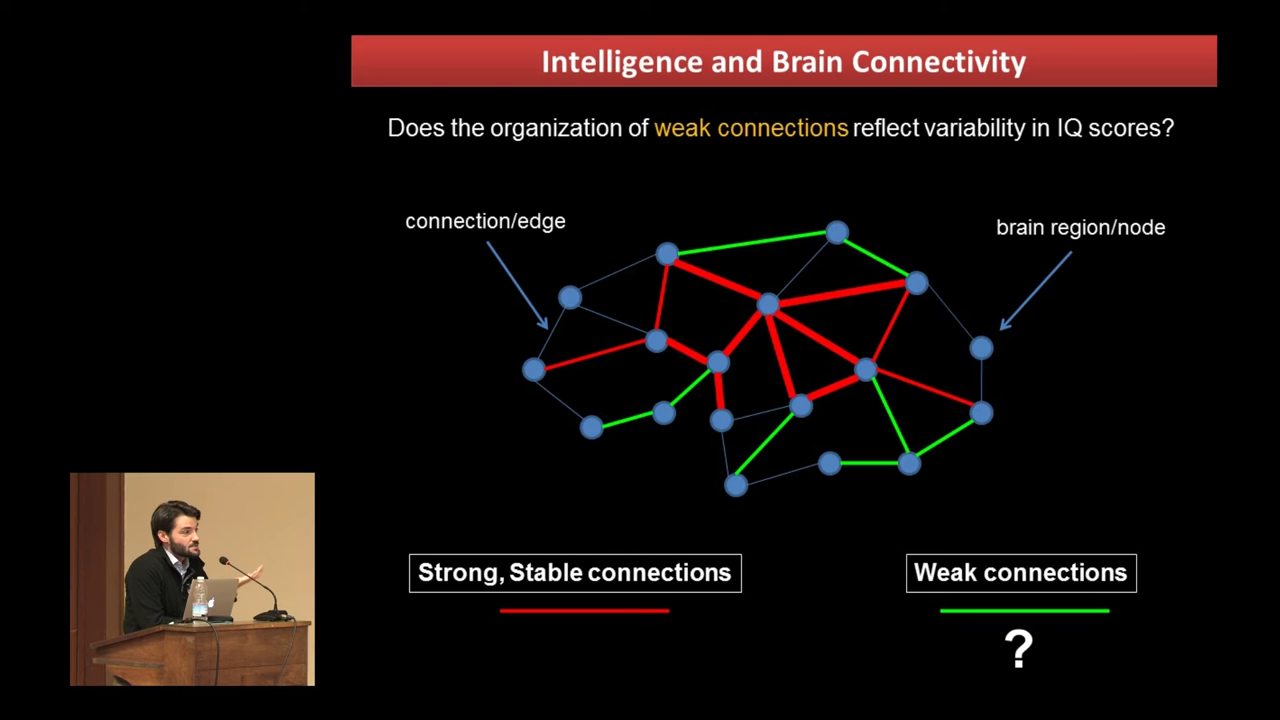 Intelligence and Brain Connectivity
Does the organization of weak connections reflect variability in IQ scores?
connection/edge
brain region/node
Strong, Stable connections
Weak connections
?